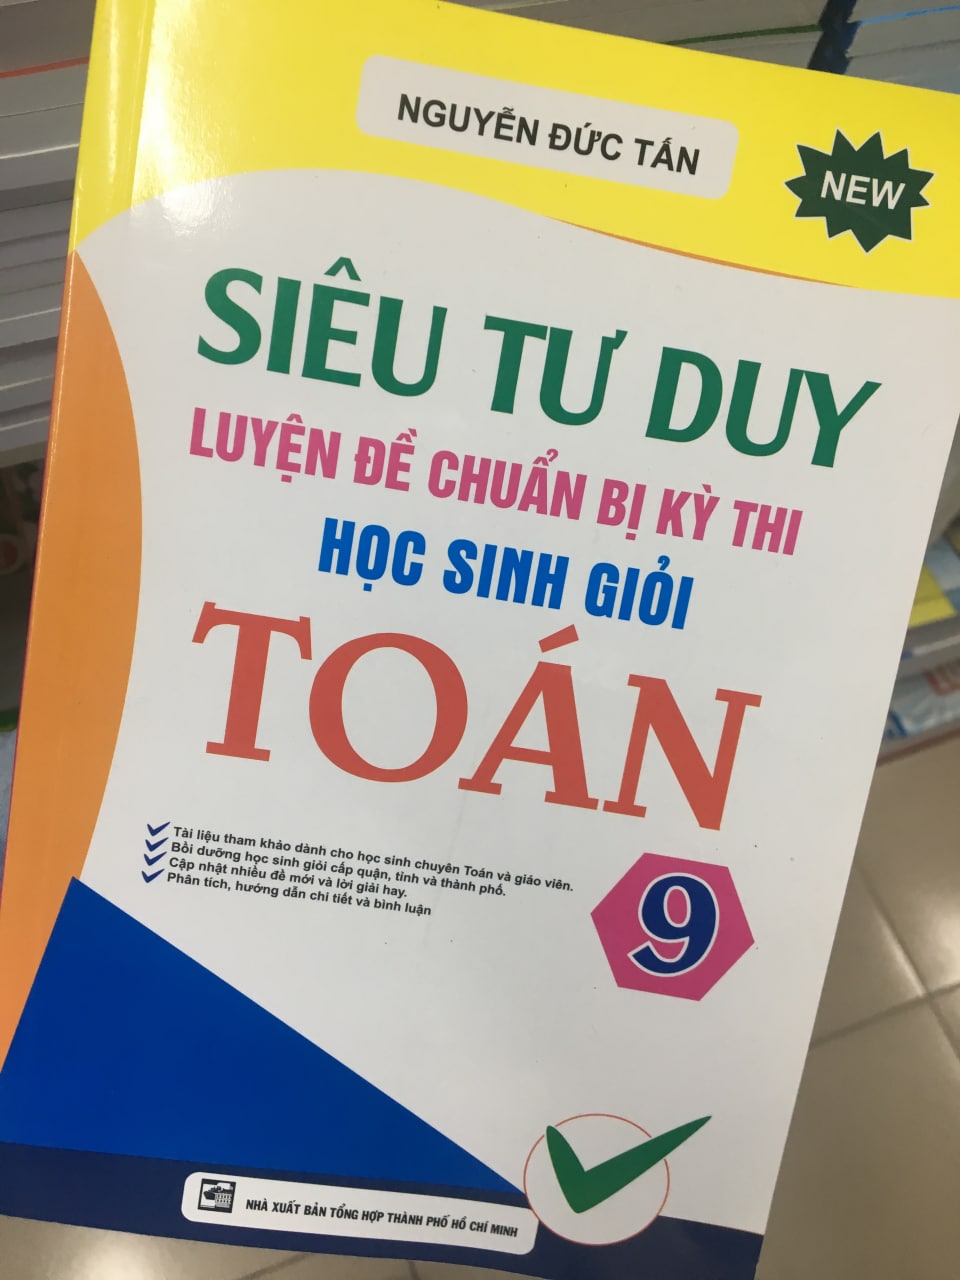 NGUYỄN ĐỨC TẤN
NEW
SIÊU TƯ DUY
LUYỆN ĐỀ CHUẨN BỊ KỲ THI
HỌC SINH GIỎI
TOÁN
9
Tài liệu tham khảo dành cho học sinh chuyên Toán và giáo viên.
Bồi dưỡng học sinh giỏi cấp quận, tỉnh và thành phố.
Cập nhật nhiều đề mới và lời giải hay.
Phân tích, hướng dẫn chi tiết và bình luận
NHÀ XUẤT BẢN TỔNG HỢP THÀNH PHỐ HỒ CHÍ MINH